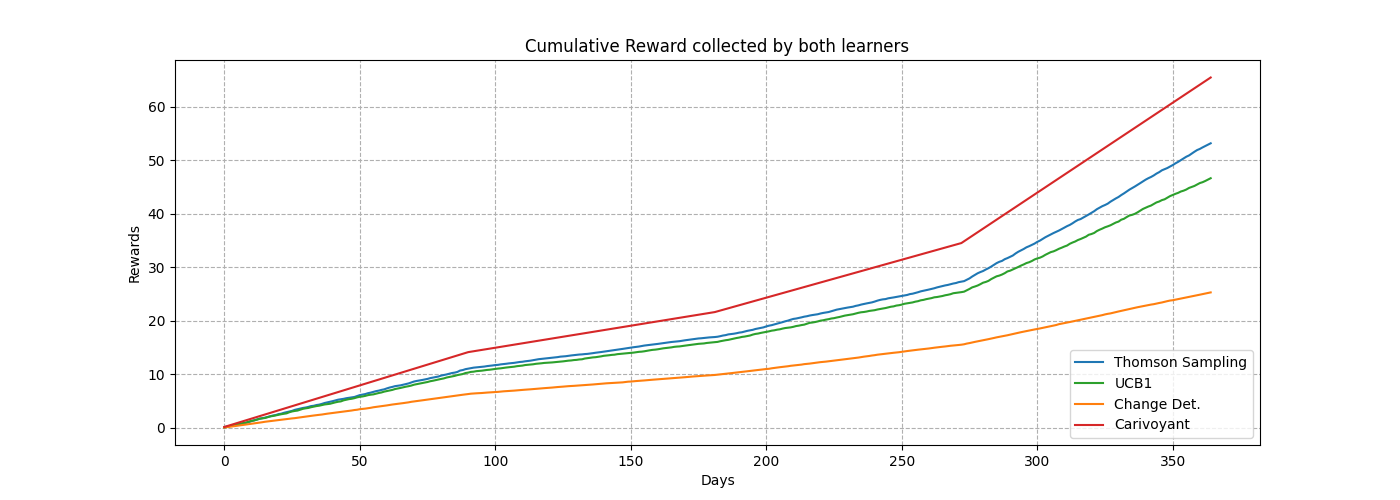 Cumulative Reward collected by both learners
Rewards
60
50
40
30
20
10
0
0 50 100 150 200 250 300 350
Days
Thomson Sampling
UCB1
Change Det.
Carivoyant